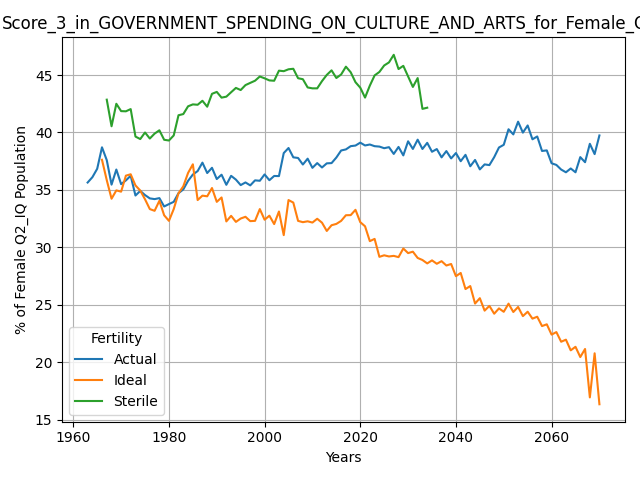 Score_3_in_GOVERNMENT_SPENDING_ON_CULTURE_AND_ARTS_for_Female_
% of Female Q2_IQ Population
45
40
35
30
25
20
15
Fertility
Actual
Ideal
Sterile
1960
1980
2000
2020
2040
2060
Years